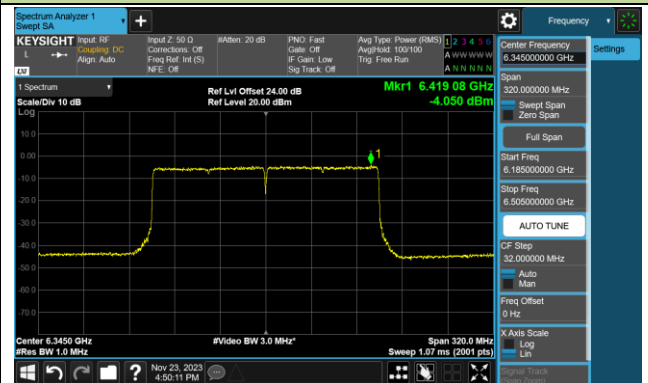 Spectrum Analyzer 1
Swept SA
Frequency
KEYSIGHT
L
Input: RF
Coupling: DC
Align: Auto
Input Z: 50 Ω
Corrections: Off
Freq Ref: Int (S)
NFE: Off
#Atten: 20 dB
PNO: Fast
Gate: Off
IF Gain: Low
Sig Track: Off
Avg Type: Power (RMS)
Avg|Hold: 100/100
Trig: Free Run
1 2 3 4 5 6
A W W W W W
A N N N N N
1 Spectrum
Scale/Div 10 dB
Log
Ref Lvl Offset 24.00 dB
Ref Level 20.00 dBm
Mkr1 6.419 08 GHz
-4.050 dBm
10.0
0.00
-10.0
-20.0
-30.0
-40.0
-50.0
-60.0
-70.0
1
Center 6.3450 GHz
#Res BW 1.0 MHz
#Video BW 3.0 MHz*
Span 320.0 MHz
Sweep 1.07 ms (2001 pts)
Nov 23, 2023
4:50:11 PM
Center Frequency
6.345000000 GHz
Settings
Span
320.000000 MHz
Swept Span
Zero Span
Full Span
Start Freq
6.185000000 GHz
Stop Freq
6.505000000 GHz
AUTO TUNE
CF Step
32.000000 MHz
Auto
Man
Freq Offset
0 Hz
X Axis Scale
Log
Lin
Signal Track
(Span Zoom)